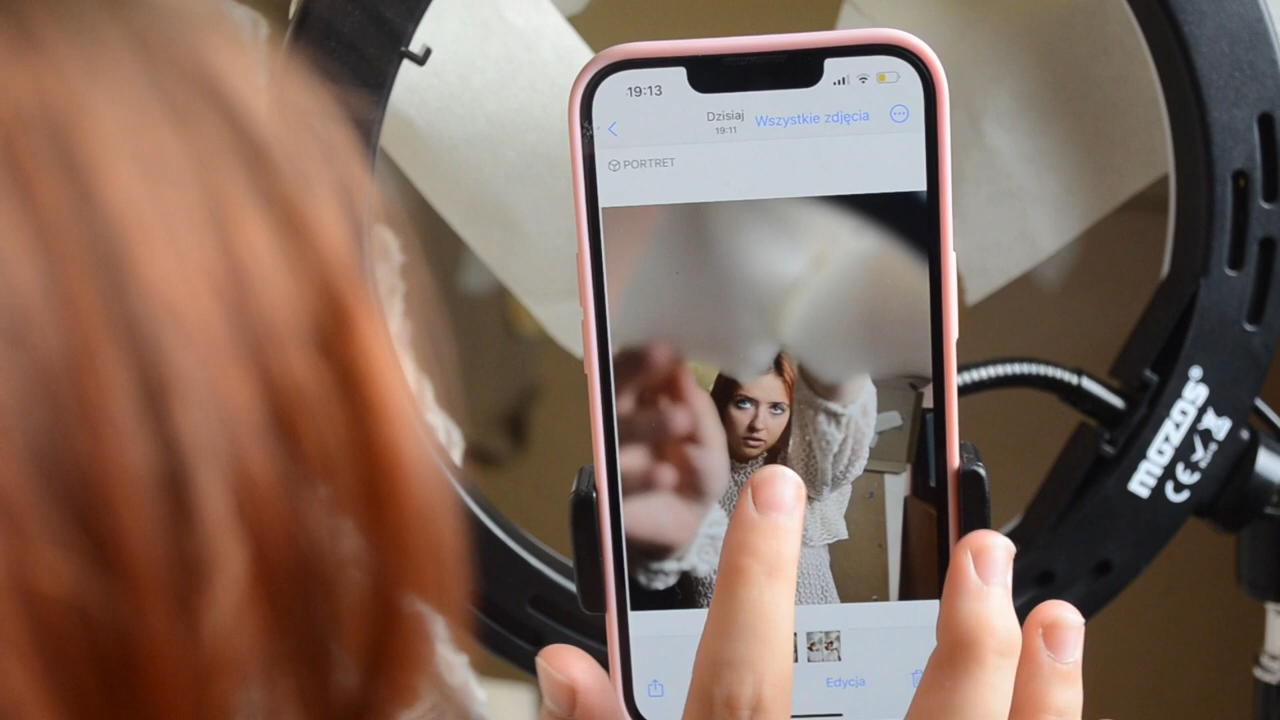 19:13
Dzisiaj
19:11
Wszystkie zdjęcia
PORTRET
mozos®
CE
Edycja